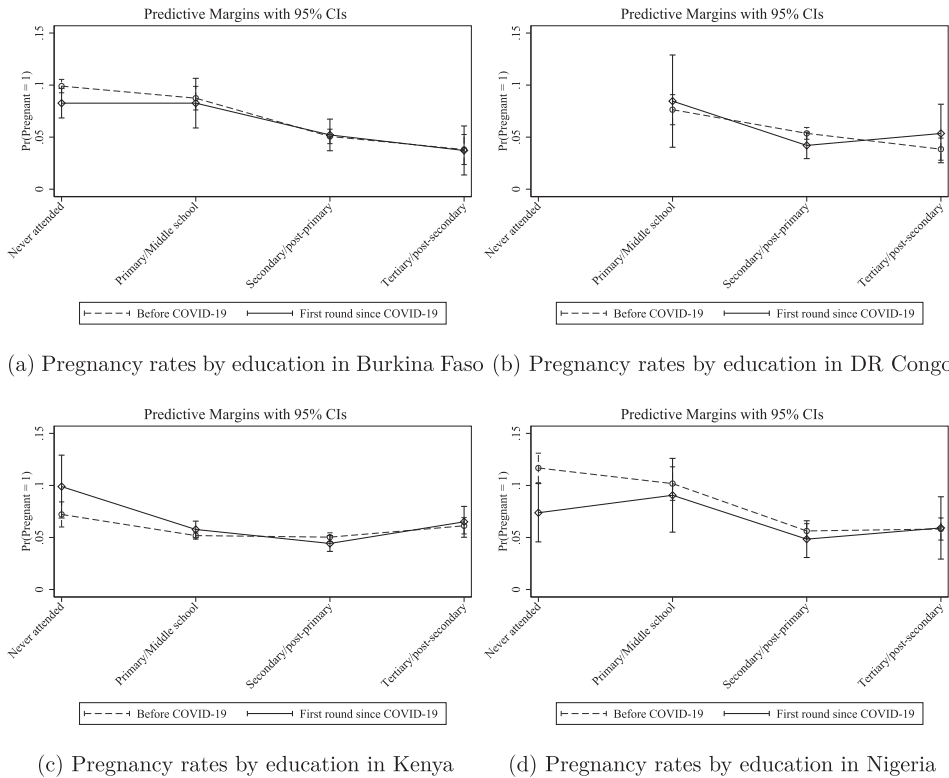 Predictive Margins with 95% CIs
Pr(Pregnant = 1)
.15
.1
.05
0
Never attended
Primary/Middle school
Secondary/post-primary
Tertiary/post-secondary
Before COVID-19 First round since COVID-19
Predictive Margins with 95% CIs
Pr(Pregnant = 1)
.15
.1
.05
0
Never attended
Primary/Middle school
Secondary/post-primary
Tertiary/post-secondary
Before COVID-19 First round since COVID-19
(a) Pregnancy rates by education in Burkina Faso (b) Pregnancy rates by education in DR Congo
Predictive Margins with 95% CIs
Pr(Pregnant = 1)
.15
.1
.05
0
Never attended
Primary/Middle school
Secondary/post-primary
Tertiary/post-secondary
Before COVID-19 First round since COVID-19
Predictive Margins with 95% CIs
Pr(Pregnant = 1)
.15
.1
.05
0
Never attended
Primary/Middle school
Secondary/post-primary
Tertiary/post-secondary
Before COVID-19 First round since COVID-19
(c) Pregnancy rates by education in Kenya (d) Pregnancy rates by education in Nigeria